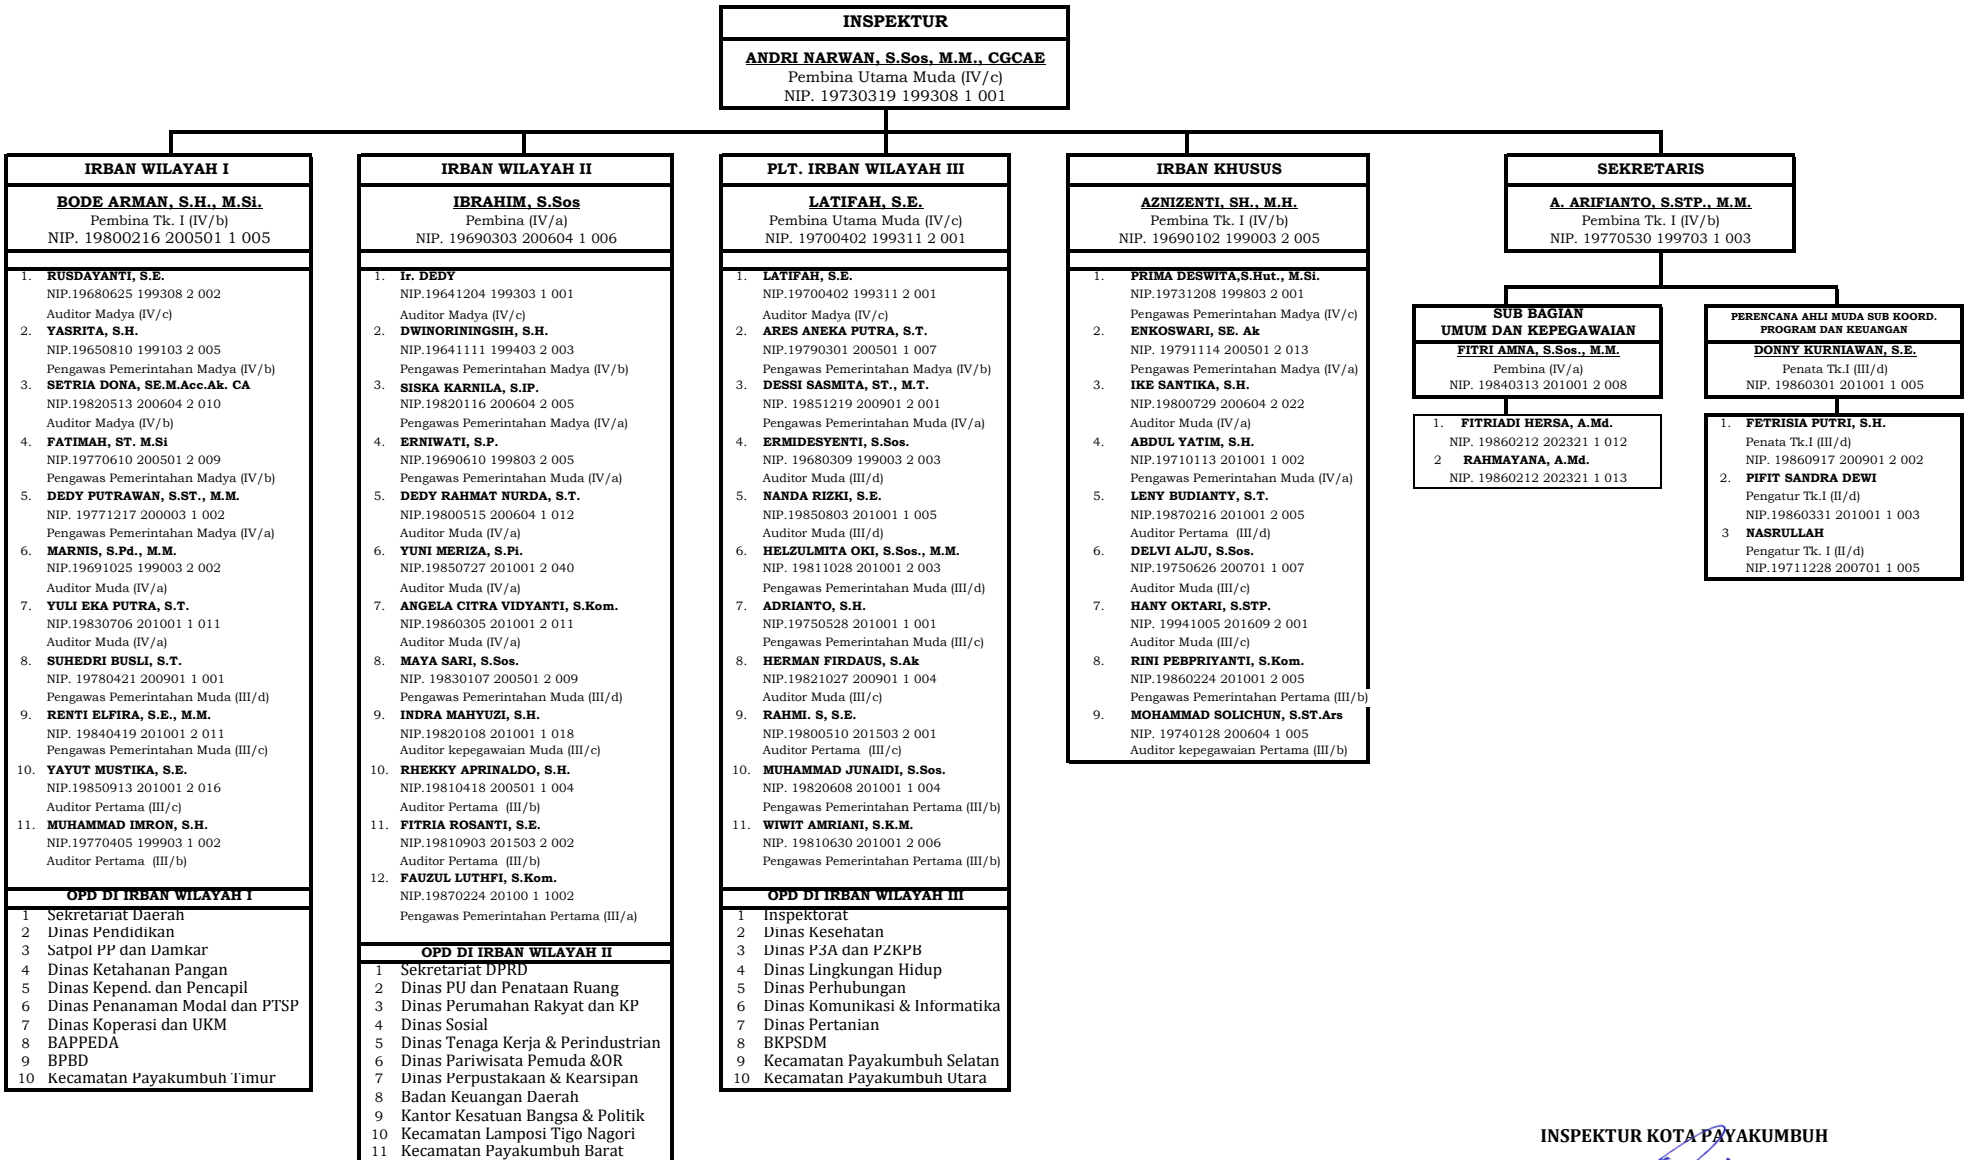 INSPEKTUR
ANDRI NARWAN, S.Sos, M.M., CGCAE
Pembina Utama Muda (IV/c)
NIP. 19730319 199308 1 001
IRBAN WILAYAH I
BODE ARMAN, S.H., M.Si.
Pembina Tk. I (IV/b)
NIP. 19800216 200501 1 005
1. RUSDAYANTI, S.E.
NIP.19680625 199308 2 002
Auditor Madya (IV/c)
2. YASRITA, S.H.
NIP.19650810 199103 2 005
Pengawas Pemerintahan Madya (IV/b)
3. SETRIA DONA, SE.M.Acc.Ak. CA
NIP.19820513 200604 2 010
Auditor Madya (IV/b)
4. FATIMAH, ST. M.Si
NIP.19770610 200501 2 009
Pengawas Pemerintahan Madya (IV/b)
5. DEDY PUTRAWAN, S.ST., M.M.
NIP. 19771217 200003 1 002
Pengawas Pemerintahan Madya (IV/a)
6. MARNIS, S.Pd., M.M.
NIP.19691025 199003 2 002
Auditor Muda (IV/a)
7. YULI EKA PUTRA, S.T.
NIP.19830706 201001 1 011
Auditor Muda (IV/a)
8. SUHEDRI BUSLI, S.T.
NIP. 19780421 200901 1 001
Pengawas Pemerintahan Muda (III/d)
9. RENTI ELFIRA, S.E., M.M.
NIP. 19840419 201001 2 011
Pengawas Pemerintahan Muda (III/c)
10. YAYUT MUSTIKA, S.E.
NIP.19850913 201001 2 016
Auditor Pertama (III/c)
11. MUHAMMAD IMRON, S.H.
NIP.19770405 199903 1 002
Auditor Pertama (III/b)
OPD DI IRBAN WILAYAH I
1 Sekretariat Daerah
2 Dinas Pendidikan
3 Satpol PP dan Damkar
4 Dinas Ketahanan Pangan
5 Dinas Kepend. dan Pencapil
6 Dinas Penanaman Modal dan PTSP
7 Dinas Koperasi dan UKM
8 BAPPEDA
9 BPBD
10 Kecamatan Payakumbuh Timur
IRBAN WILAYAH II
IBRAHIM, S.Sos
Pembina (IV/a)
NIP. 19690303 200604 1 006
1. Ir. DEDY
NIP.19641204 199303 1 001
Auditor Madya (IV/c)
2. DWINORININGSIH, S.H.
NIP.19641111 199403 2 003
Pengawas Pemerintahan Madya (IV/b)
3. SISKA KARNILA, S.IP.
NIP.19820116 200604 2 005
Pengawas Pemerintahan Madya (IV/a)
4. ERNIWATI, S.P.
NIP.19690610 199803 2 005
Pengawas Pemerintahan Muda (IV/a)
5. DEDY RAHMAT NURDA, S.T.
NIP.19800515 200604 1 012
Auditor Muda (IV/a)
6. YUNI MERIZA, S.Pi.
NIP.19850727 201001 2 040
Auditor Muda (IV/a)
7. ANGELA CITRA VIDYANTI, S.Kom.
NIP.19860305 201001 2 011
Auditor Muda (IV/a)
8. MAYA SARI, S.Sos.
NIP. 19830107 200501 2 009
Pengawas Pemerintahan Muda (III/d)
9. INDRA MAHYUZI, S.H.
NIP.19820108 201001 1 018
Auditor kepegawaian Muda (III/c)
10. RHEKKY APRINALDO, S.H.
NIP.19810418 200501 1 004
Auditor Pertama (III/b)
11. FITRIA ROSANTI, S.E.
NIP.19810903 201503 2 002
Auditor Pertama (III/b)
12. FAUZUL LUTHFI, S.Kom.
NIP.19870224 20100 1 1002
Pengawas Pemerintahan Pertama (III/a)
OPD DI IRBAN WILAYAH II
1 Sekretariat DPRD
2 Dinas PU dan Penataan Ruang
3 Dinas Perumahan Rakyat dan KP
4 Dinas Sosial
5 Dinas Tenaga Kerja & Perindustrian
6 Dinas Pariwisata Pemuda &OR
7 Dinas Perpustakaan & Kearsipan
8 Badan Keuangan Daerah
9 Kantor Kesatuan Bangsa & Politik
10 Kecamatan Lamposi Tigo Nagori
11 Kecamatan Payakumbuh Barat
PLT. IRBAN WILAYAH III
LATIFAH, S.E.
Pembina Utama Muda (IV/c)
NIP. 19700402 199311 2 001
1. LATIFAH, S.E.
NIP.19700402 199311 2 001
Auditor Madya (IV/c)
2. ARES ANEKA PUTRA, S.T.
NIP.19790301 200501 1 007
Pengawas Pemerintahan Madya (IV/b)
3. DESSI SASMITA, ST., M.T.
NIP. 19851219 200901 2 001
Pengawas Pemerintahan Muda (IV/a)
4. ERMIDESYENTI, S.Sos.
NIP. 19680309 199003 2 003
Auditor Muda (III/d)
5. NANDA RIZKI, S.E.
NIP.19850803 201001 1 005
Auditor Muda (III/d)
6. HELZULMITA OKI, S.Sos., M.M.
NIP. 19811028 201001 2 003
Pengawas Pemerintahan Muda (III/d)
7. ADRIANTO, S.H.
NIP.19750528 201001 1 001
Pengawas Pemerintahan Muda (III/c)
8. HERMAN FIRDAUS, S.Ak
NIP.19821027 200901 1 004
Auditor Muda (III/c)
9. RAHMI. S, S.E.
NIP.19800510 201503 2 001
Auditor Pertama (III/c)
10. MUHAMMAD JUNAIDI, S.Sos.
NIP. 19820608 201001 1 004
Pengawas Pemerintahan Pertama (III/b)
11. WIWIT AMRIANI, S.K.M.
NIP. 19810630 201001 2 006
Pengawas Pemerintahan Pertama (III/b)
OPD DI IRBAN WILAYAH III
1 Inspektorat
2 Dinas Kesehatan
3 Dinas P3A dan P2KPB
4 Dinas Lingkungan Hidup
5 Dinas Perhubungan
6 Dinas Komunikasi & Informatika
7 Dinas Pertanian
8 BKPSDM
9 Kecamatan Payakumbuh Selatan
10 Kecamatan Payakumbuh Utara
IRBAN KHUSUS
AZNIZENTI, SH., M.H.
Pembina Tk. I (IV/b)
NIP. 19690102 199003 2 005
1. PRIMA DESWITA,S.Hut., M.Si.
NIP.19731208 199803 2 001
Pengawas Pemerintahan Madya (IV/c)
2. ENKOSWARI, SE. Ak
NIP. 19791114 200501 2 013
Pengawas Pemerintahan Madya (IV/a)
3. IKE SANTIKA, S.H.
NIP.19800729 200604 2 022
Auditor Muda (IV/a)
4. ABDUL YATIM, S.H.
NIP.19710113 201001 1 002
Pengawas Pemerintahan Muda (IV/a)
5. LENY BUDIANTY, S.T.
NIP.19870216 201001 2 005
Auditor Pertama (III/d)
6. DELVI ALJU, S.Sos.
NIP.19750626 200701 1 007
Auditor Muda (III/c)
7. HANY OKTARI, S.STP.
NIP. 19941005 201609 2 001
Auditor Muda (III/c)
8. RINI PEBPRIYANTI, S.Kom.
NIP.19860224 201001 2 005
Pengawas Pemerintahan Pertama (III/b)
9. MOHAMMAD SOLICHUN, S.ST.Ars
NIP. 19740128 200604 1 005
Auditor kepegawaian Pertama (III/b)
SEKRETARIS
A. ARIFIANTO, S.STP., M.M.
Pembina Tk. I (IV/b)
NIP. 19770530 199703 1 003
SUB BAGIAN
UMUM DAN KEPEGAWAIAN
FITRI AMNA, S.Sos., M.M.
Pembina (IV/a)
NIP. 19840313 201001 2 008
1. FITRIADI HERSA, A.Md.
NIP. 19860212 202321 1 012
2 RAHMAYANA, A.Md.
NIP. 19860212 202321 1 013
PERENCANA AHLI MUDA SUB KOORD.
PROGRAM DAN KEUANGAN
DONNY KURNIAWAN, S.E.
Penata Tk.I (III/d)
NIP. 19860301 201001 1 005
1. FETRISIA PUTRI, S.H.
Penata Tk.I (III/d)
NIP. 19860917 200901 2 002
2. PIFIT SANDRA DEWI
Pengatur Tk.I (II/d)
NIP.19860331 201001 1 003
3 NASRULLAH
Pengatur Tk. I (II/d)
NIP.19711228 200701 1 005
INSPEKTUR KOTA PAYAKUMBUH